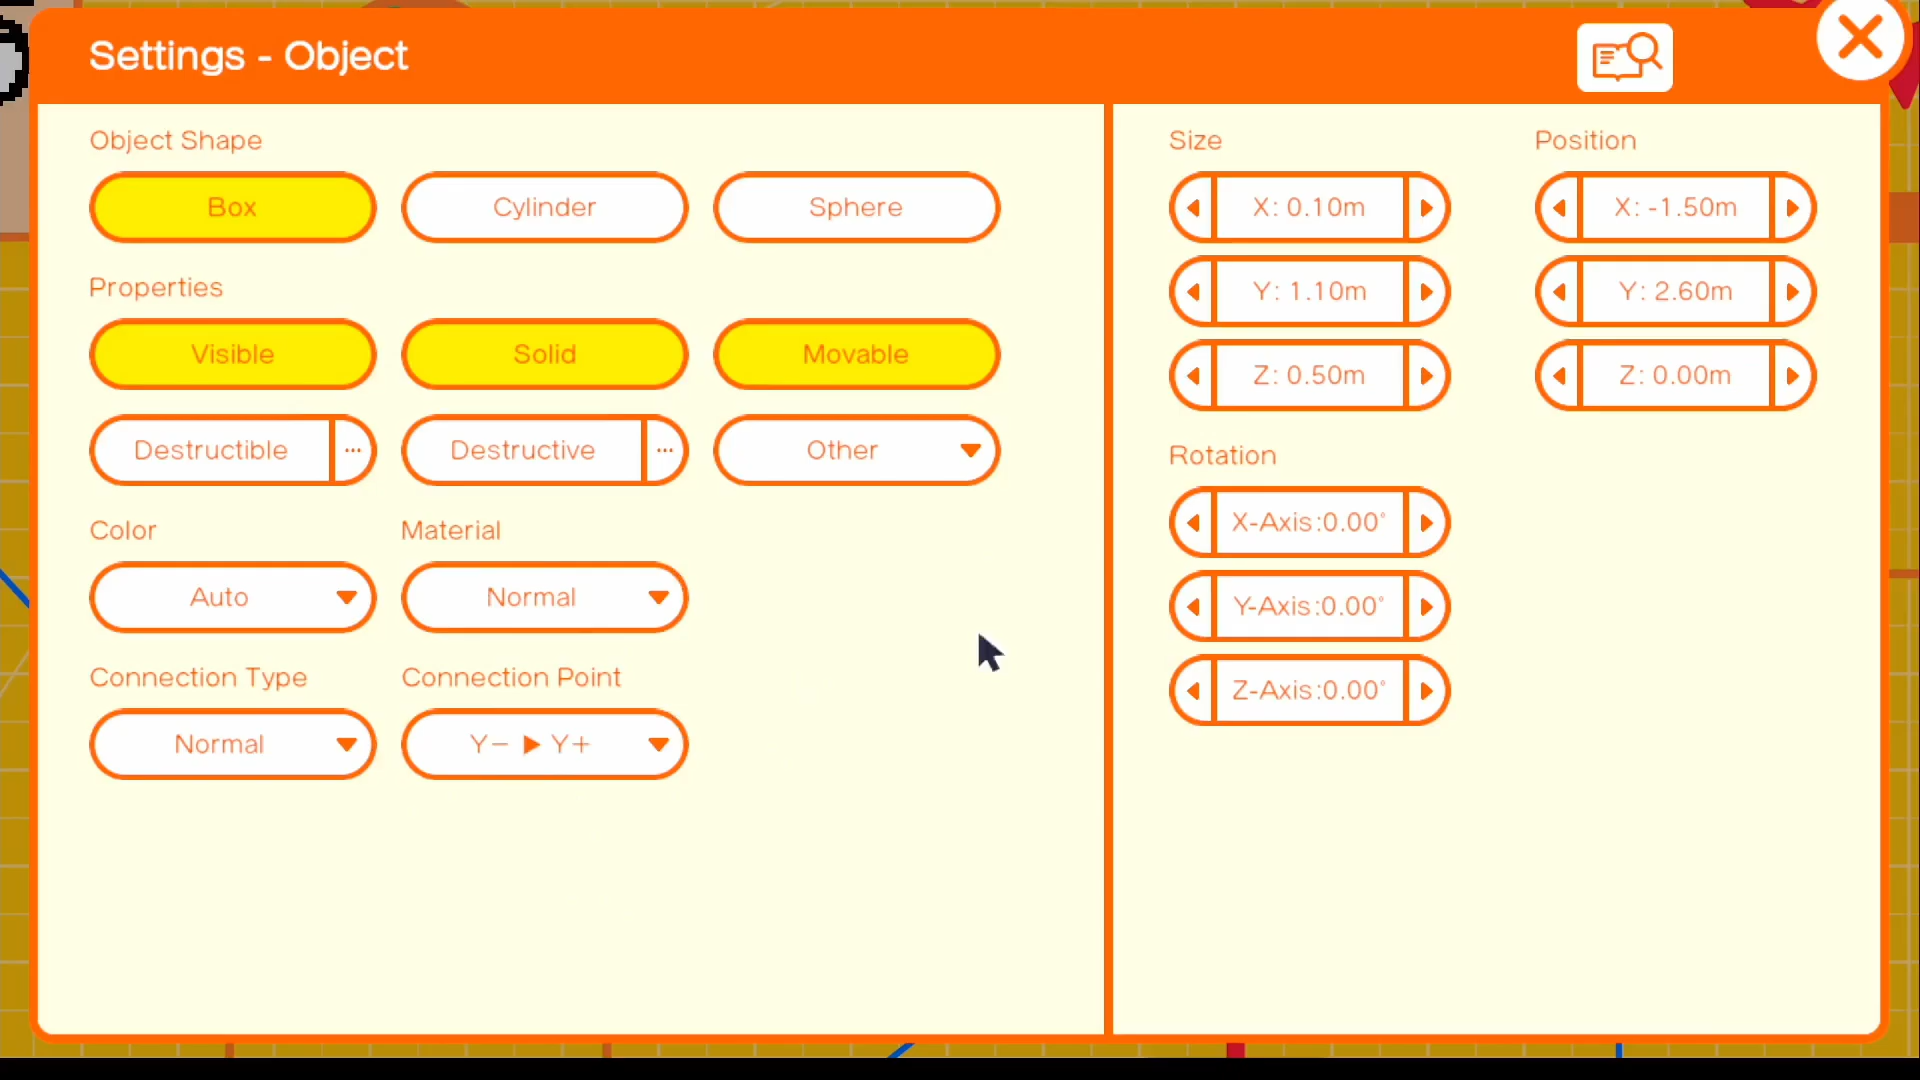 Settings - Object
Object Shape
Box
Cylinder
Sphere
Properties
Visible
Solid
Movable
Destructible
...
Destructive
...
Other
Color
Material
Auto
Normal
Connection Type
Connection Point
Normal
Y− ▶ Y+
Size
Position
X: 0.10m
X: -1.50m
Y: 1.10m
Y: 2.60m
Z: 0.50m
Z: 0.00m
Rotation
X-Axis:0.00°
Y-Axis:0.00°
Z-Axis:0.00°